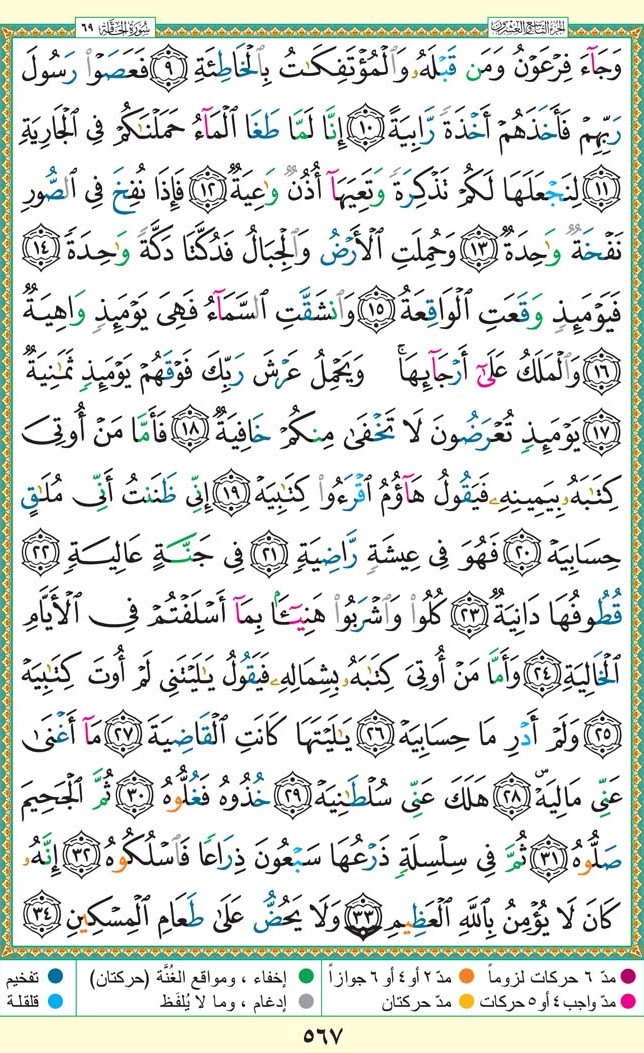 سُورَةُ الحَاقَّة ٦٩
الجزء التاسع والعشرون
وَجَآءَ فِرْعَوْنُ وَمَن قَبْلَهُۥ وَٱلْمُؤْتَفِكَٰتُ بِٱلْخَاطِئَةِ ٩ فَعَصَوْا۟ رَسُولَ
رَبِّهِمْ فَأَخَذَهُمْ أَخْذَةً رَّابِيَةً ١٠ إِنَّا لَمَّا طَغَا ٱلْمَآءُ حَمَلْنَٰكُمْ فِى ٱلْجَارِيَةِ
١١ لِنَجْعَلَهَا لَكُمْ تَذْكِرَةً وَتَعِيَهَآ أُذُنٌ وَٰعِيَةٌ ١٢ فَإِذَا نُفِخَ فِى ٱلصُّورِ
نَفْخَةٌ وَٰحِدَةٌ ١٣ وَحُمِلَتِ ٱلْأَرْضُ وَٱلْجِبَالُ فَدُكَّتَا دَكَّةً وَٰحِدَةً ١٤
فَيَوْمَئِذٍ وَقَعَتِ ٱلْوَاقِعَةُ ١٥ وَٱنشَقَّتِ ٱلسَّمَآءُ فَهِىَ يَوْمَئِذٍ وَاهِيَةٌ
١٦ وَٱلْمَلَكُ عَلَىٰٓ أَرْجَآئِهَا ۚ وَيَحْمِلُ عَرْشَ رَبِّكَ فَوْقَهُمْ يَوْمَئِذٍ ثَمَٰنِيَةٌ
١٧ يَوْمَئِذٍ تُعْرَضُونَ لَا تَخْفَىٰ مِنكُمْ خَافِيَةٌ ١٨ فَأَمَّا مَنْ أُوتِىَ
كِتَٰبَهُۥ بِيَمِينِهِۦ فَيَقُولُ هَآؤُمُ ٱقْرَءُوا۟ كِتَٰبِيَهْ ١٩ إِنِّى ظَنَنتُ أَنِّى مُلَٰقٍ
حِسَابِيَهْ ٢٠ فَهُوَ فِى عِيشَةٍ رَّاضِيَةٍ ٢١ فِى جَنَّةٍ عَالِيَةٍ ٢٢
قُطُوفُهَا دَانِيَةٌ ٢٣ كُلُوا۟ وَٱشْرَبُوا۟ هَنِيٓـًٔۢا بِمَآ أَسْلَفْتُمْ فِى ٱلْأَيَّامِ
ٱلْخَالِيَةِ ٢٤ وَأَمَّا مَنْ أُوتِىَ كِتَٰبَهُۥ بِشِمَالِهِۦ فَيَقُولُ يَٰلَيْتَنِى لَمْ أُوتَ كِتَٰبِيَهْ
٢٥ وَلَمْ أَدْرِ مَا حِسَابِيَهْ ٢٦ يَٰلَيْتَهَا كَانَتِ ٱلْقَاضِيَةَ ٢٧ مَآ أَغْنَىٰ
عَنِّى مَالِيَهْ ۜ ٢٨ هَلَكَ عَنِّى سُلْطَٰنِيَهْ ٢٩ خُذُوهُ فَغُلُّوهُ ٣٠ ثُمَّ ٱلْجَحِيمَ
صَلُّوهُ ٣١ ثُمَّ فِى سِلْسِلَةٍ ذَرْعُهَا سَبْعُونَ ذِرَاعًا فَٱسْلُكُوهُ ٣٢ إِنَّهُۥ
كَانَ لَا يُؤْمِنُ بِٱللَّهِ ٱلْعَظِيمِ ٣٣ وَلَا يَحُضُّ عَلَىٰ طَعَامِ ٱلْمِسْكِينِ ٣٤
مدّ ٦ حركات لزوماً
مدّ ٢ أو ٤ أو ٦ جوازاً
إخفاء ، ومواقع الغُنَّة (حركتان)
تفخيم
مدّ واجب ٤ أو ٥ حركات
مدّ حركتان
إدغام ، وما لا يُلفَظ
قلقلة
٥٦٧